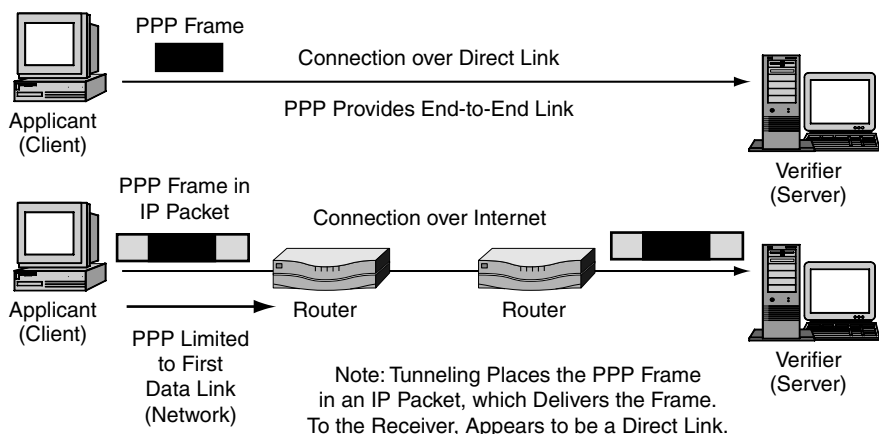 PPP Frame
Connection over Direct Link
PPP Provides End-to-End Link
Applicant
(Client)
Verifier
(Server)
PPP Frame in
IP Packet
Connection over Internet
Applicant
(Client)
Router
Router
PPP Limited
to First
Data Link
(Network)
Verifier
(Server)
Note: Tunneling Places the PPP Frame
in an IP Packet, which Delivers the Frame.
To the Receiver, Appears to be a Direct Link.